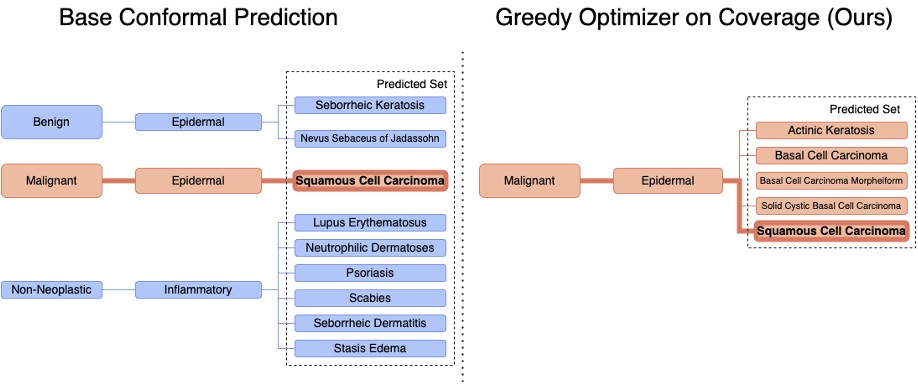 Base Conformal Prediction
Predicted Set
Benign
Epidermal
Seborrheic Keratosis
Nevus Sebaceus of Jadassohn
Malignant
Epidermal
Squamous Cell Carcinoma
Non-Neoplastic
Inflammatory
Lupus Erythematosus
Neutrophilic Dermatoses
Psoriasis
Scabies
Seborrheic Dermatitis
Stasis Edema
Greedy Optimizer on Coverage (Ours)
Predicted Set
Malignant
Epidermal
Actinic Keratosis
Basal Cell Carcinoma
Basal Cell Carcinoma Morpheiform
Solid Cystic Basal Cell Carcinoma
Squamous Cell Carcinoma